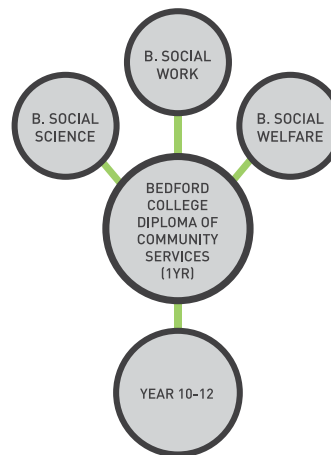 B. SOCIAL
WORK
B. SOCIAL
SCIENCE
B. SOCIAL
WELFARE
BEDFORD
COLLEGE
DIPLOMA OF
COMMUNITY
SERVICES
(1YR)
YEAR 10-12